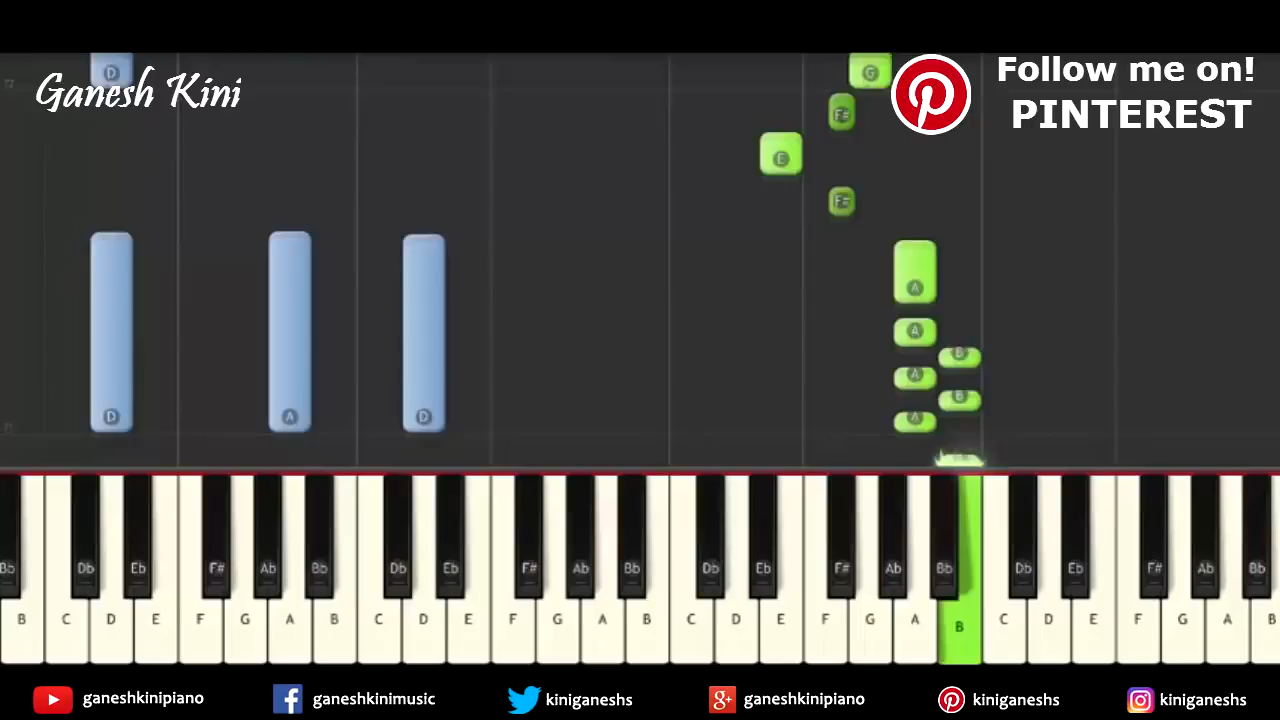 Ganesh Kini
Follow me on!
PINTEREST
D
G
F#
E
F#
A
A
B
A
B
A
D
A
D
Bb Db Eb F# Ab Bb Db Eb F# Ab Bb Db Eb F# Ab Bb Db Eb F# Ab Bb
B C D E F G A B C D E F G A B C D E F G A B C D E F G A B
ganeshkinipiano
ganeshkinimusic
kiniganeshs
ganeshkinipiano
kiniganeshs
kiniganeshs